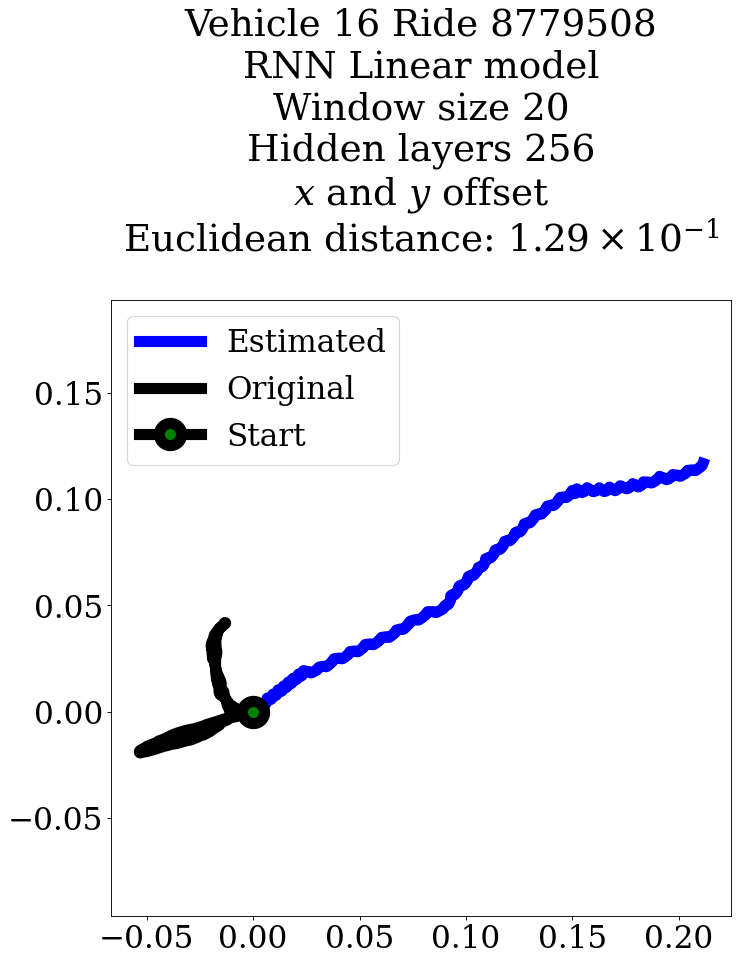 Vehicle 16 Ride 8779508
RNN Linear model
Window size 20
Hidden layers 256
x and y offset
Euclidean distance: 1.29 × 10⁻¹
Estimated
Original
Start
0.15
0.10
0.05
0.00
−0.05
−0.05 0.00 0.05 0.10 0.15 0.20